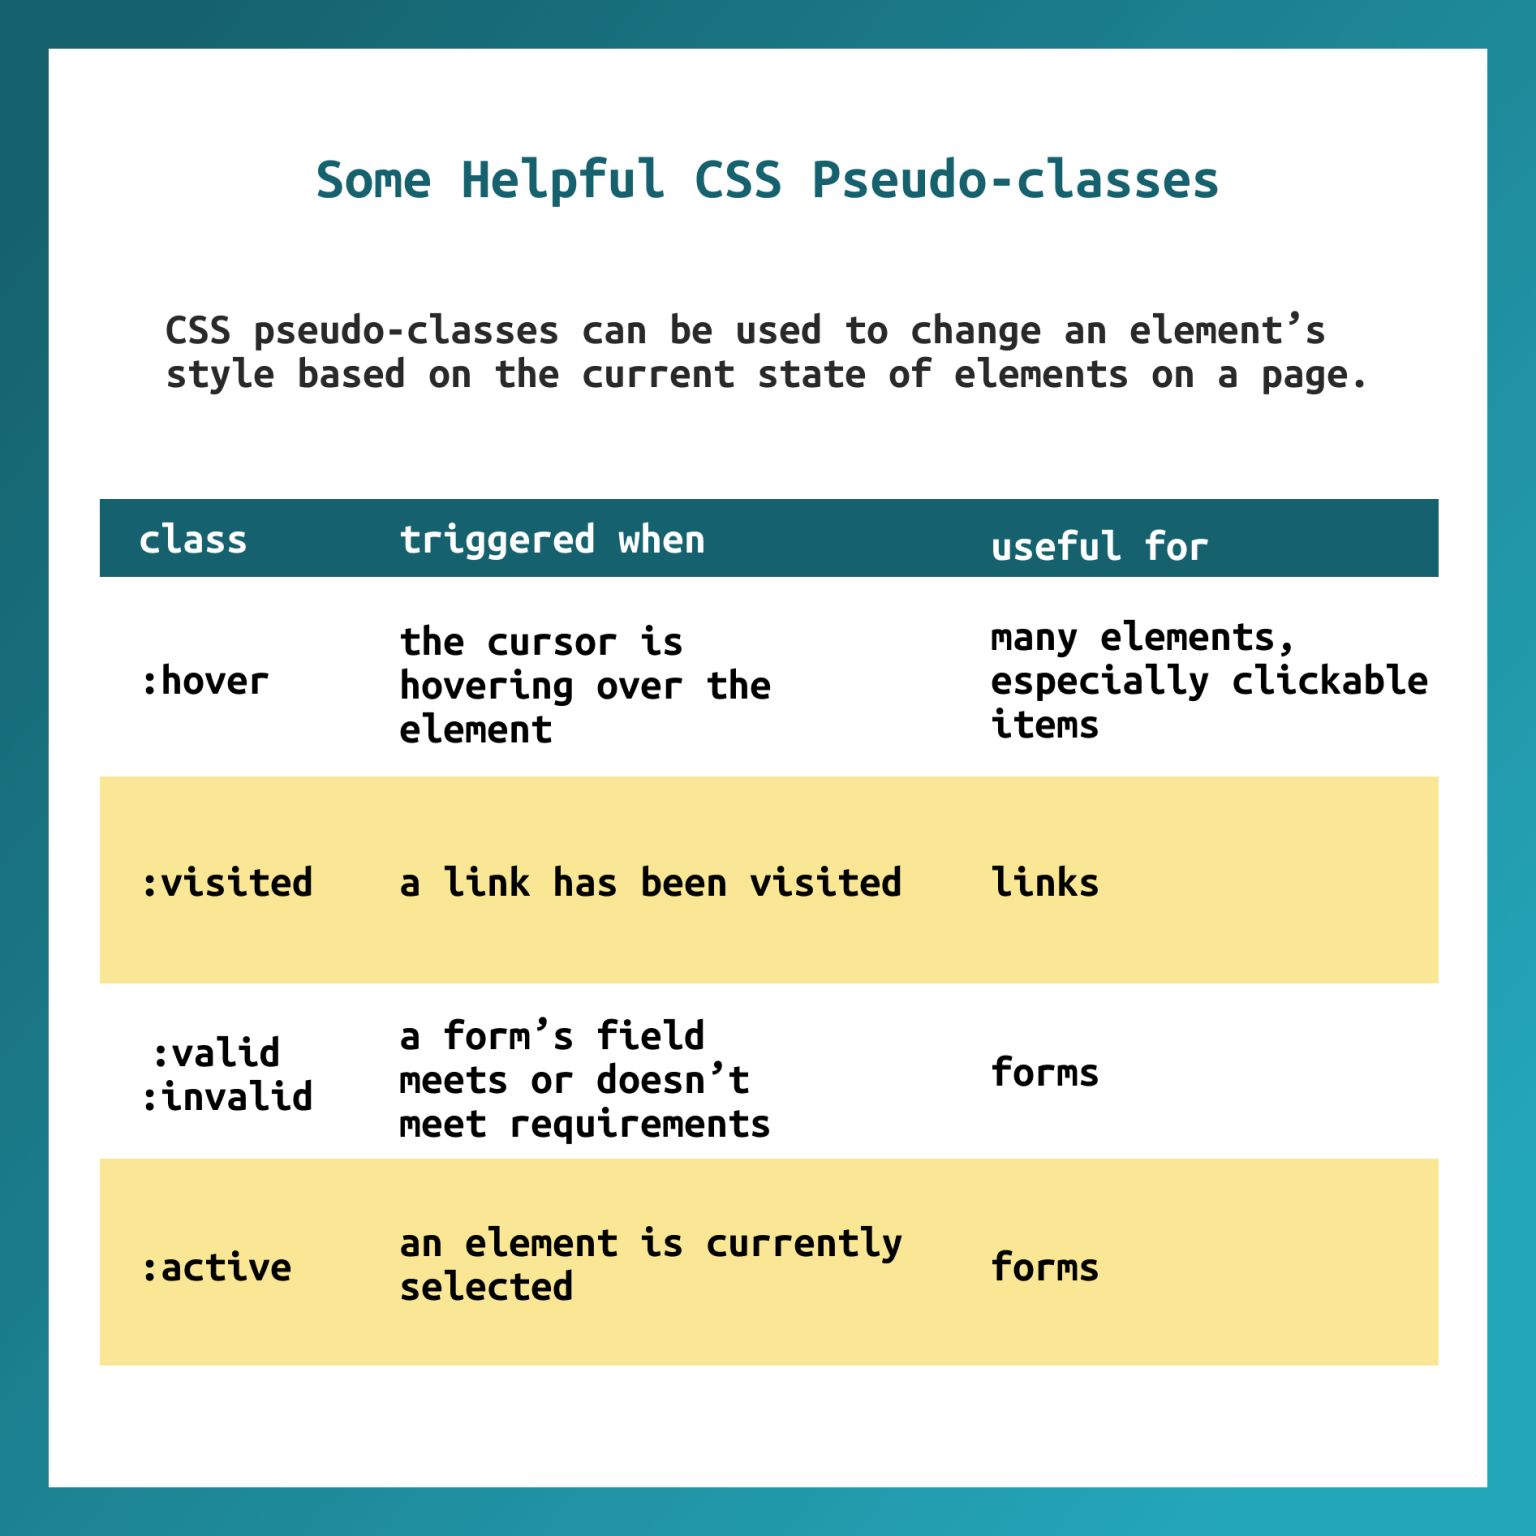 Some Helpful CSS Pseudo-classes
CSS pseudo-classes can be used to change an element’s
style based on the current state of elements on a page.
class triggered when useful for
:hover
the cursor is
hovering over the
element
many elements,
especially clickable
items
:visited a link has been visited links
:valid
:invalid
a form’s field
meets or doesn’t
meet requirements
forms
:active
an element is currently
selected
forms